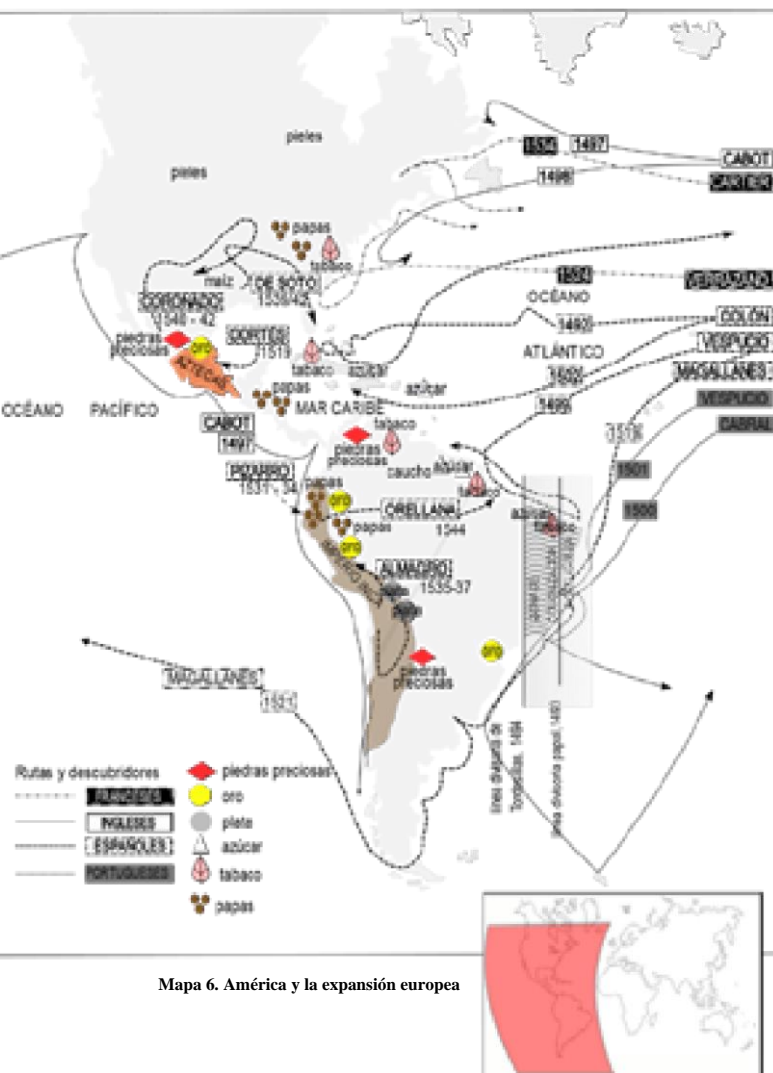 pieles
pieles
1534
1497
CABOT
CARTIER
1498
papas
tabaco
maíz
DE SOTO
1539/42
1524
VERRAZANO
CORONADO
1540 - 42
OCÉANO
ATLÁNTICO
1492
COLÓN
VESPUCIO
MAGALLANES
VESPUCIO
CABRAL
piedras
preciosas
oro
AZTECAS
CORTÉS
1519
tabaco
azúcar
azúcar
1499
papas
MAR CARIBE
OCÉANO PACÍFICO
CABOT
1497
PIZARRO
1531 - 34
tabaco
piedras
preciosas
caucho
azúcar
tabaco
1501
1500
papas
oro
papas
ORELLANA
1544
azúcar
tabaco
oro
ALMAGRO
1535-37
plata
plata
oro
piedras
preciosas
MAGALLANES
1521
línea divisoria de
Tordesillas, 1494
línea divisoria papal, 1493
Rutas y descubridores
FRANCESES
INGLESES
ESPAÑOLES
PORTUGUESES
piedras preciosas
oro
plata
azúcar
tabaco
papas
Mapa 6. América y la expansión europea